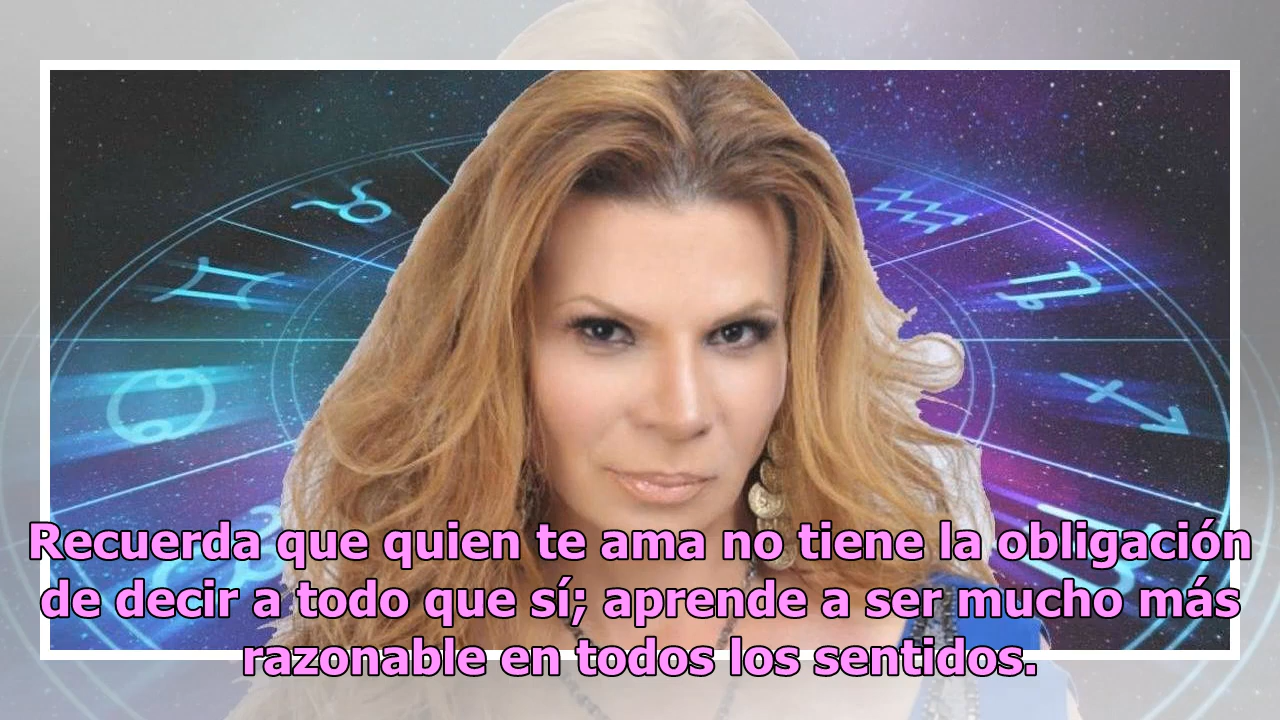 Recuerda que quien te ama no tiene la obligación
de decir a todo que sí; aprende a ser mucho más
razonable en todos los sentidos.